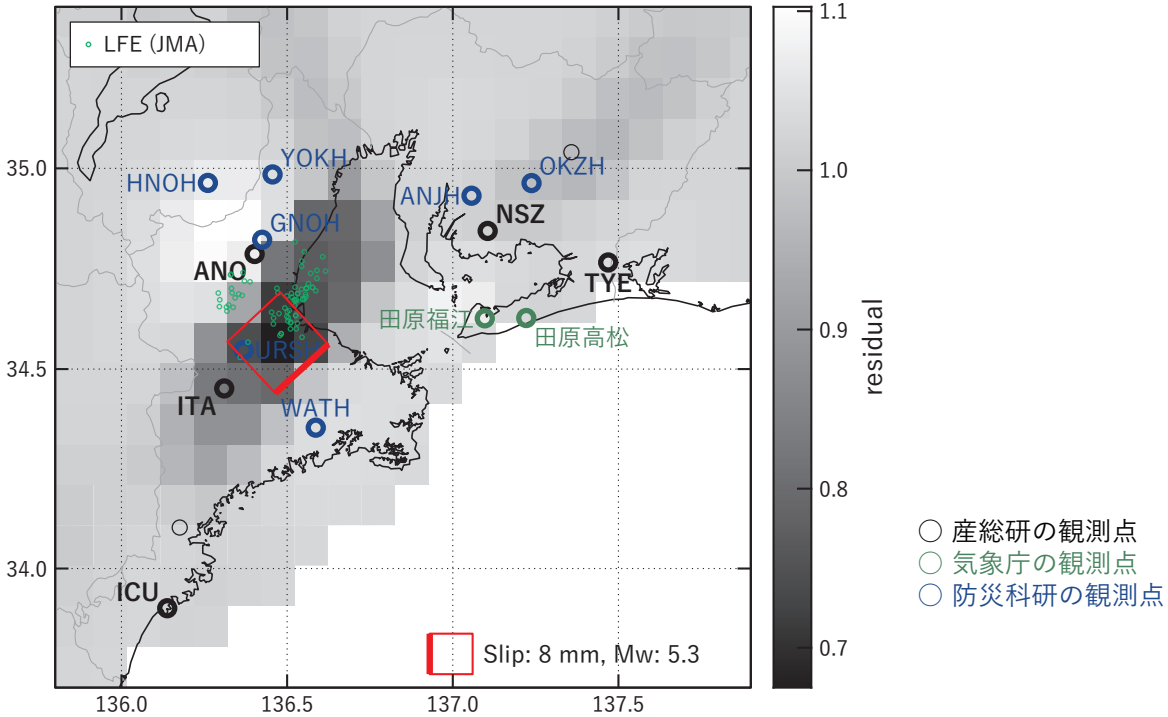 LFE (JMA)
1.1
YOKH
OKZH
35.0
HNOH
ANJH
1.0
NSZ
GNOH
ANO
TYE
田原福江
田原高松
0.9
residual
URSH
34.5
ITA
WATH
0.8
産総研の観測点
気象庁の観測点
34.0
防災科研の観測点
ICU
Slip: 8 mm, Mw: 5.3
0.7
136.0
136.5
137.0
137.5